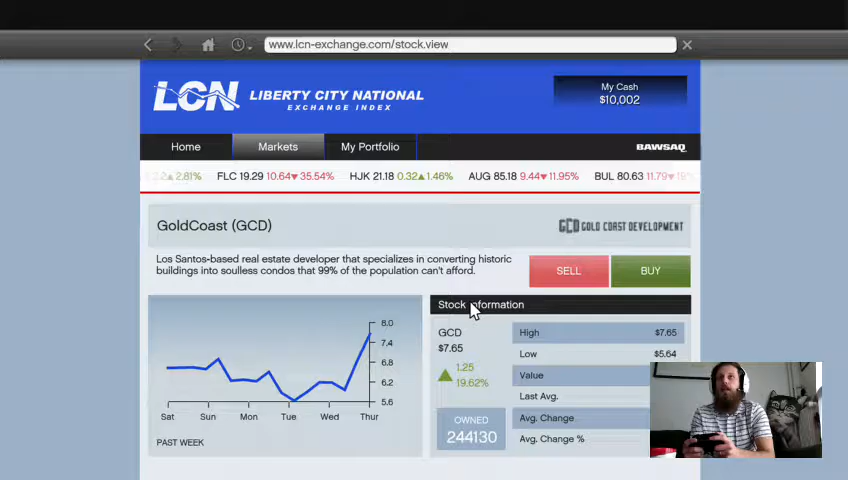 www.lcn-exchange.com/stock.view
LCN LIBERTY CITY NATIONAL
EXCHANGE INDEX
My Cash
$10,002
Home Markets My Portfolio BAWSAQ
2.81% FLC 19.29 10.64 35.54% HJK 21.18 0.32 1.46% AUG 85.18 9.44 11.95% BUL 80.63 11.79
GoldCoast (GCD) GCD GOLD COAST DEVELOPMENT
Los Santos-based real estate developer that specializes in converting historic
buildings into soulless condos that 99% of the population can't afford.
SELL BUY
8.0
7.4
6.8
6.2
5.6
Sat Sun Mon Tue Wed Thur
PAST WEEK
Stock Information
GCD
$7.65
1.25
19.62%
OWNED
244130
High $7.65
Low $5.64
Value
Last Avg.
Avg. Change
Avg. Change %